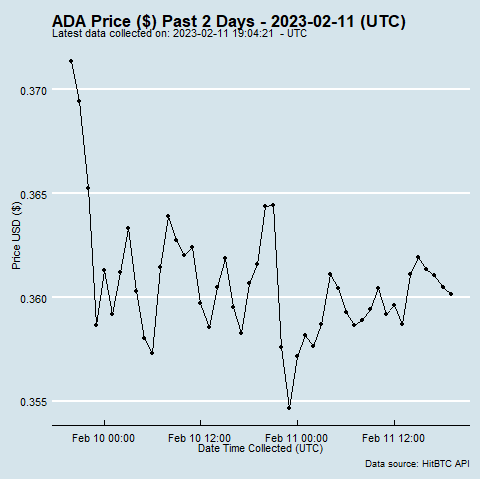 ADA Price ($) Past 2 Days - 2023-02-11 (UTC)
Latest data collected on: 2023-02-11 19:04:21 - UTC
0.370
0.365
0.360
0.355
Price USD ($)
Feb 10 00:00 Feb 10 12:00 Feb 11 00:00 Feb 11 12:00
Date Time Collected (UTC)
Data source: HitBTC API